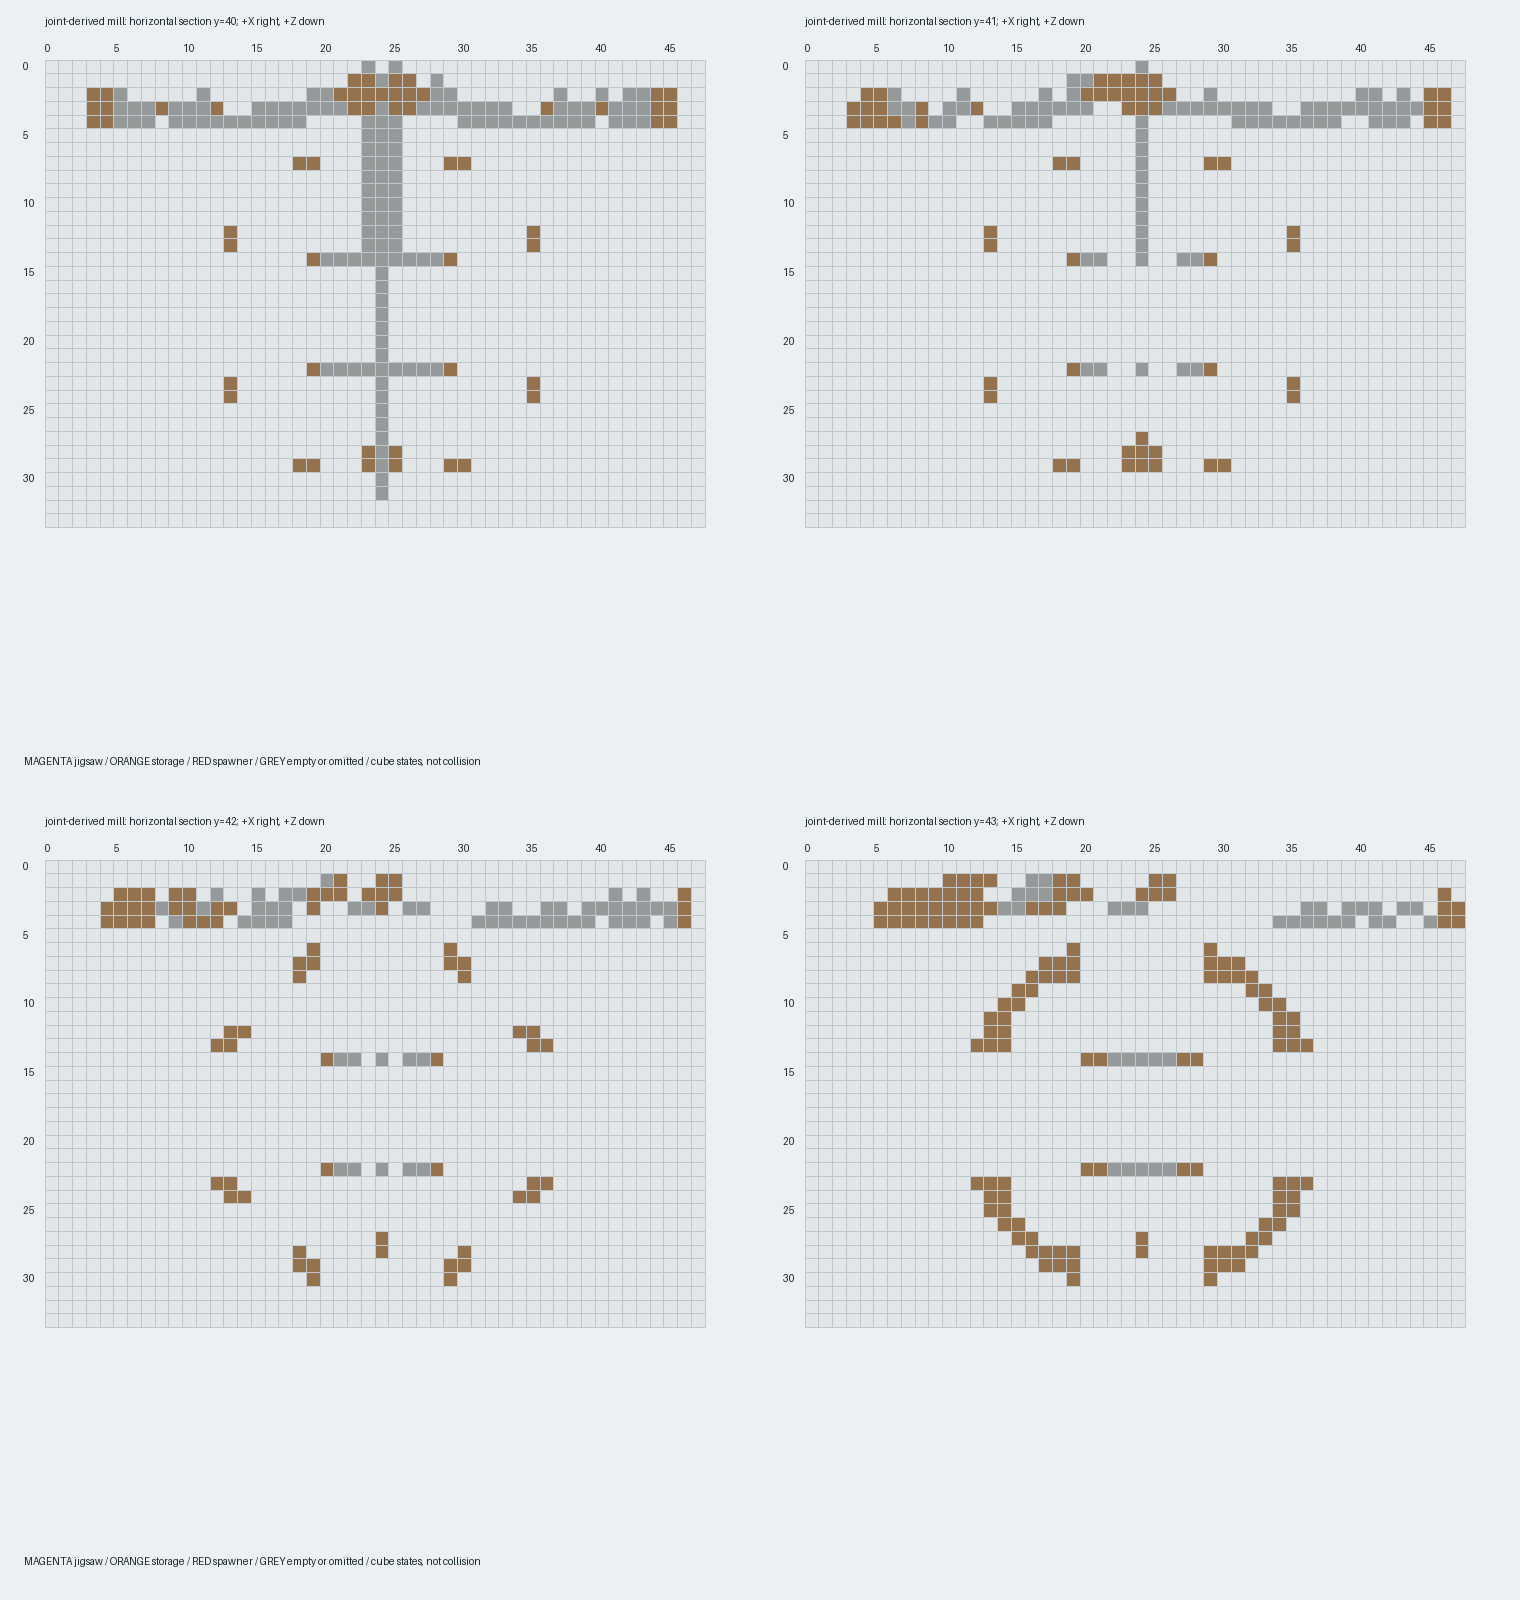 joint-derived mill: horizontal section y=40; +X right, +Z down
0 5 10 15 20 25 30 35 40 45
0
5
10
15
20
25
30
joint-derived mill: horizontal section y=41; +X right, +Z down
0 5 10 15 20 25 30 35 40 45
0
5
10
15
20
25
30
MAGENTA jigsaw / ORANGE storage / RED spawner / GREY empty or omitted / cube states, not collision
joint-derived mill: horizontal section y=42; +X right, +Z down
0 5 10 15 20 25 30 35 40 45
0
5
10
15
20
25
30
joint-derived mill: horizontal section y=43; +X right, +Z down
0 5 10 15 20 25 30 35 40 45
0
5
10
15
20
25
30
MAGENTA jigsaw / ORANGE storage / RED spawner / GREY empty or omitted / cube states, not collision